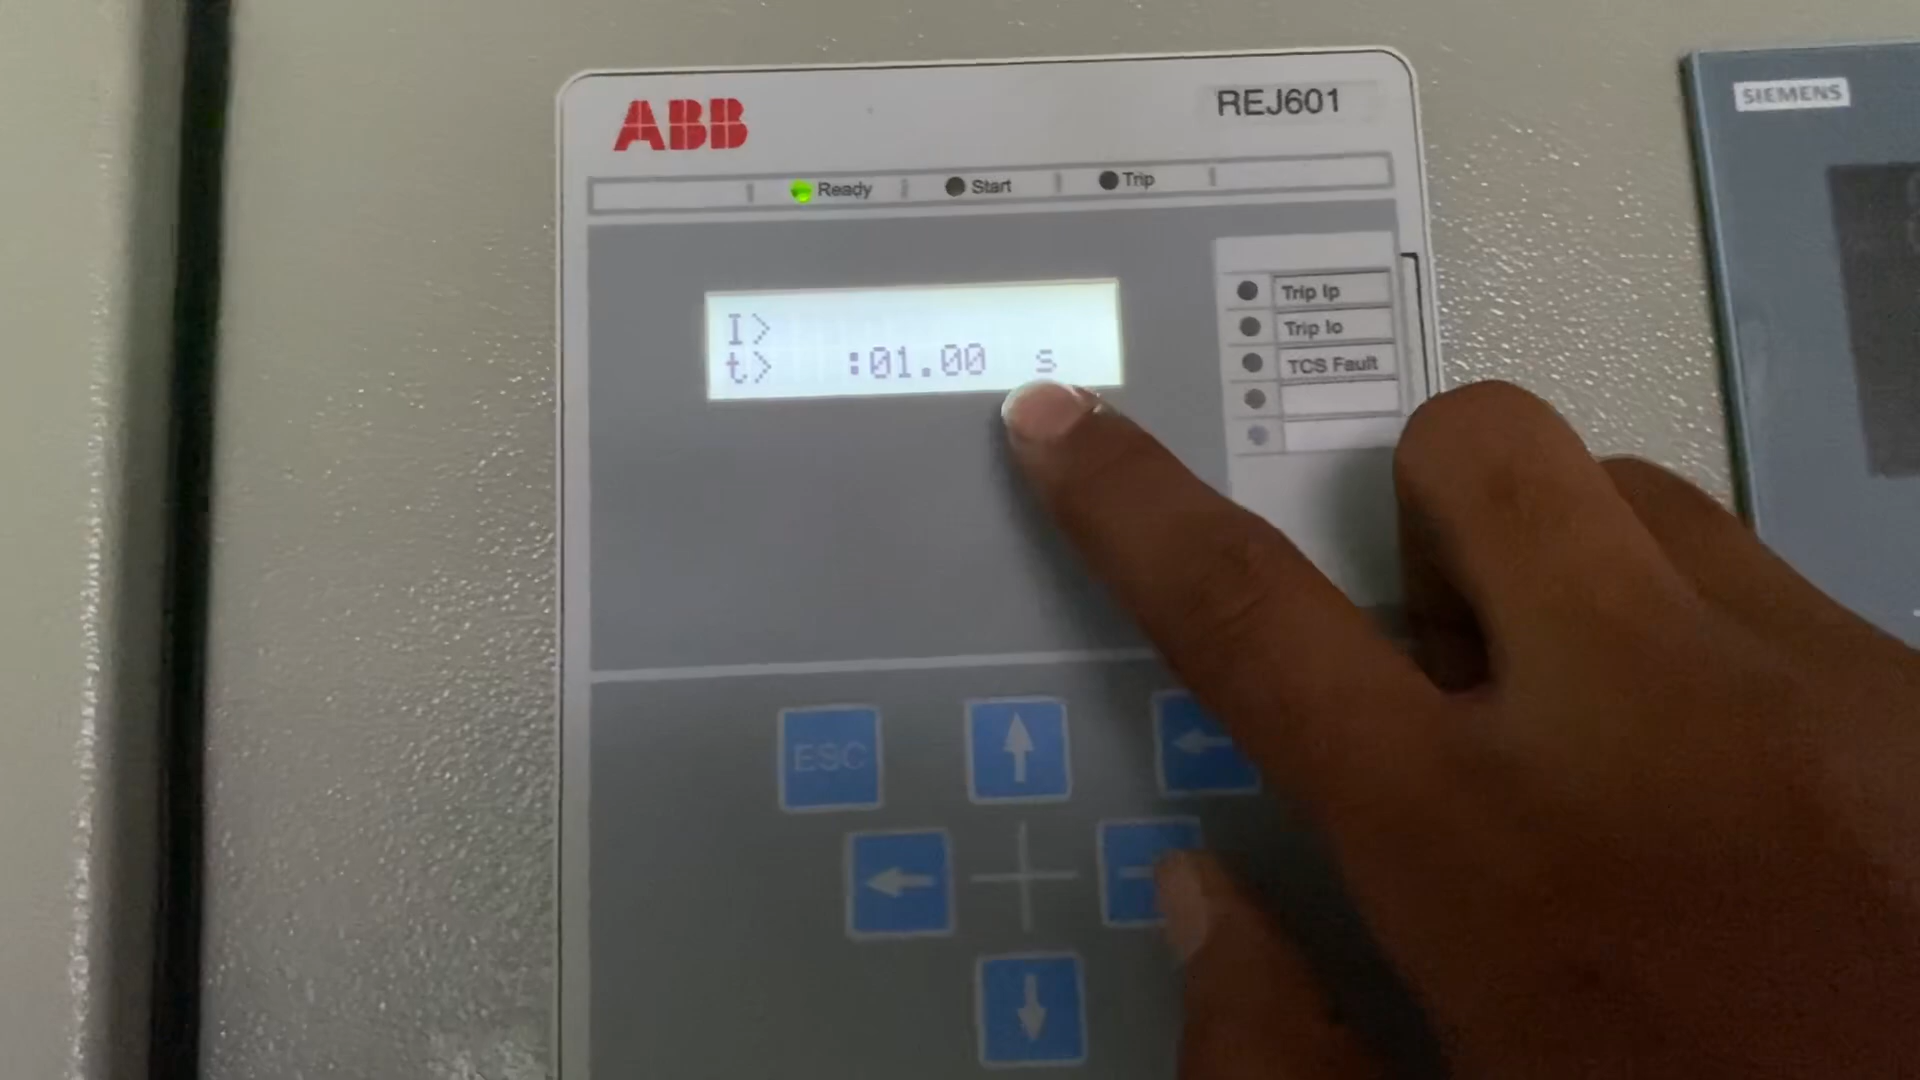 ABB
REJ601
Ready
Start
Trip
I>
t> :01.00 s
Trip Ip
Trip Io
TCS Fault
ESC
SIEMENS